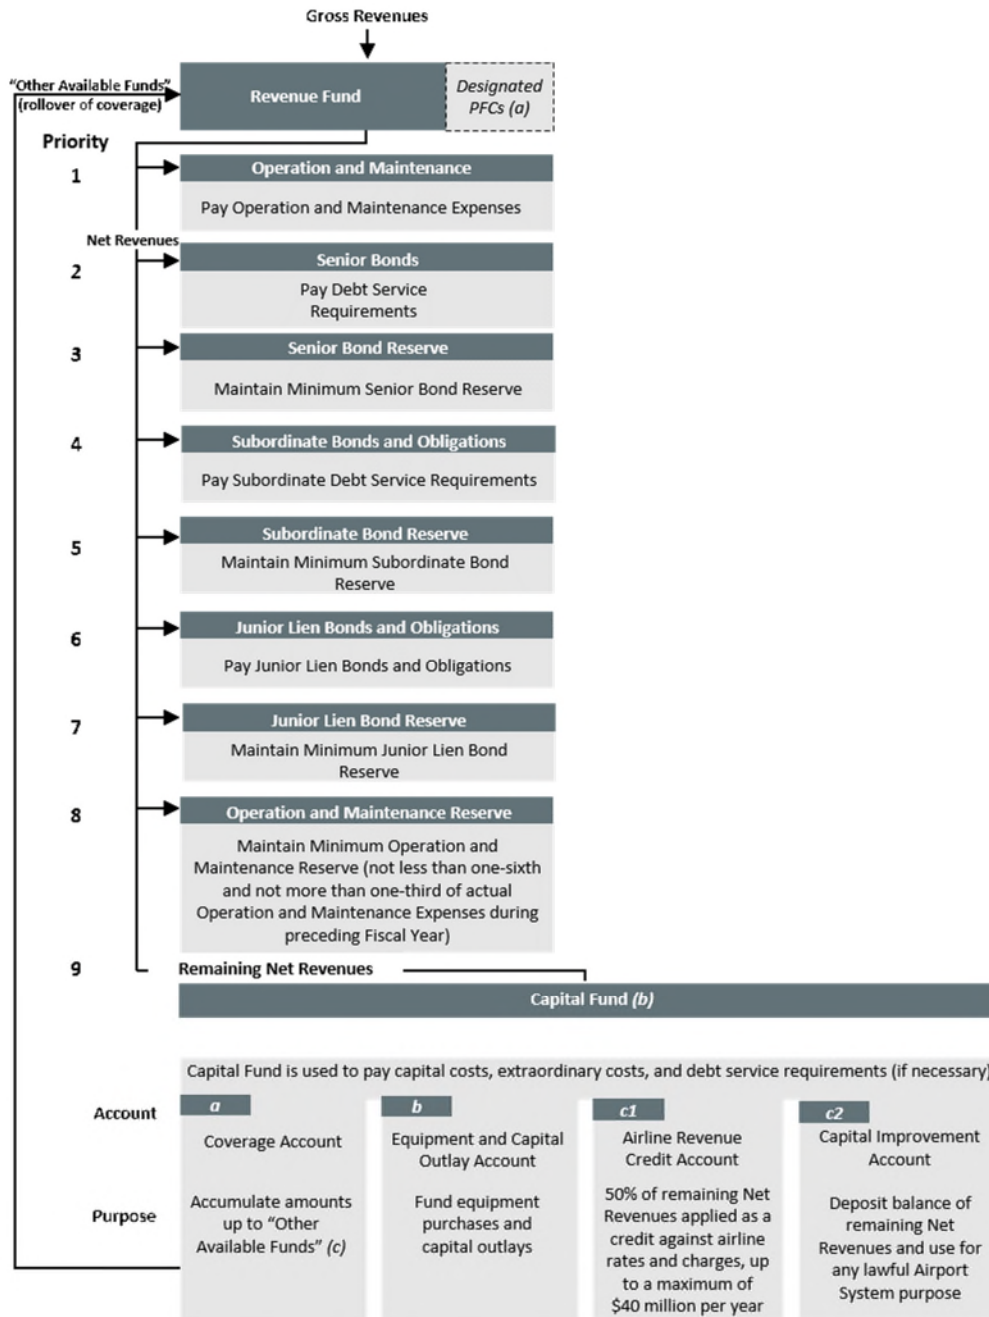 Gross Revenues
"Other Available Funds"
(rollover of coverage)
Revenue Fund
Designated
PFCs (a)
Priority
1
Operation and Maintenance
Pay Operation and Maintenance Expenses
Net Revenues
2
Senior Bonds
Pay Debt Service
Requirements
3
Senior Bond Reserve
Maintain Minimum Senior Bond Reserve
4
Subordinate Bonds and Obligations
Pay Subordinate Debt Service Requirements
5
Subordinate Bond Reserve
Maintain Minimum Subordinate Bond
Reserve
6
Junior Lien Bonds and Obligations
Pay Junior Lien Bonds and Obligations
7
Junior Lien Bond Reserve
Maintain Minimum Junior Lien Bond
Reserve
8
Operation and Maintenance Reserve
Maintain Minimum Operation and
Maintenance Reserve (not less than one-sixth
and not more than one-third of actual
Operation and Maintenance Expenses during
preceding Fiscal Year)
9
Remaining Net Revenues
Capital Fund (b)
Capital Fund is used to pay capital costs, extraordinary costs, and debt service requirements (if necessary)
Account
a
Coverage Account
b
Equipment and Capital
Outlay Account
c1
Airline Revenue
Credit Account
c2
Capital Improvement
Account
Purpose
Accumulate amounts
up to "Other
Available Funds" (c)
Fund equipment
purchases and
capital outlays
50% of remaining Net
Revenues applied as a
credit against airline
rates and charges, up
to a maximum of
$40 million per year
Deposit balance of
remaining Net
Revenues and use for
any lawful Airport
System purpose